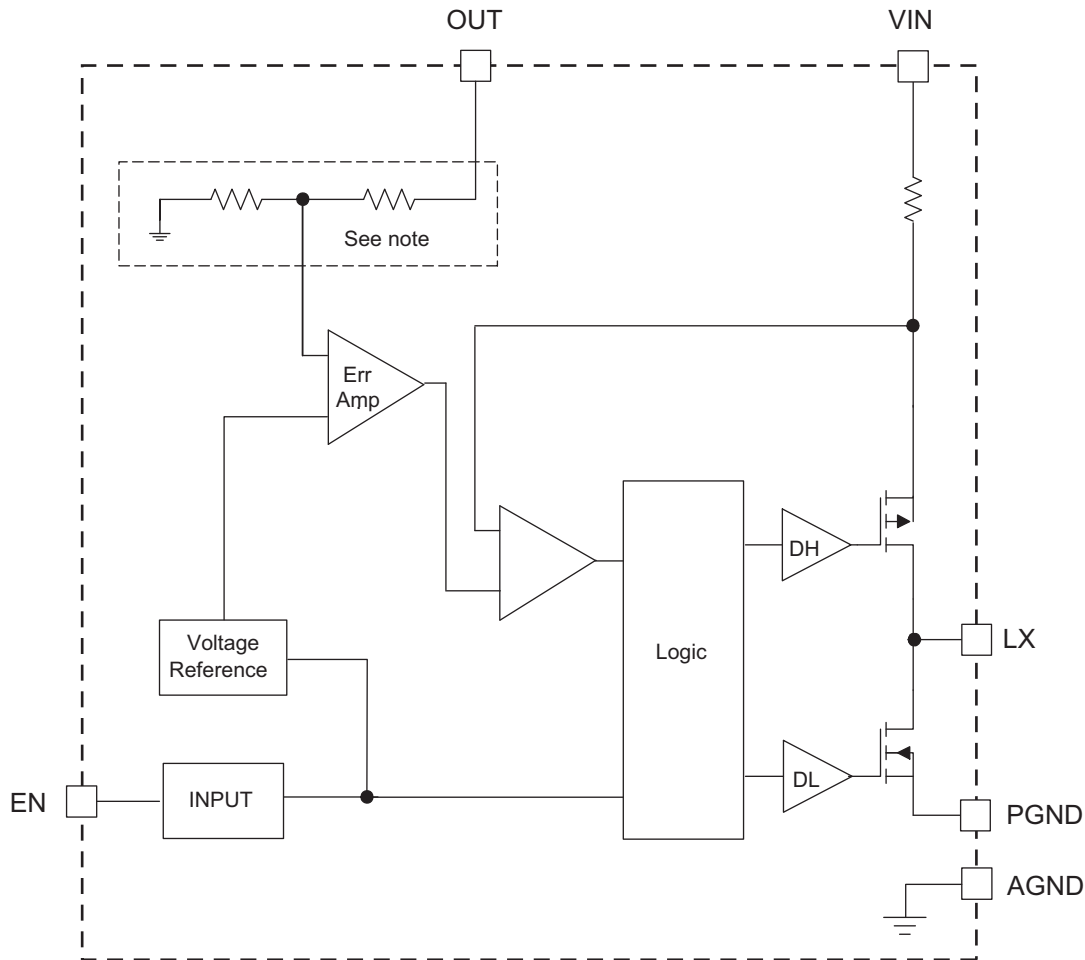 OUT
VIN
See note
Err
Amp
DH
Voltage
Reference
Logic
LX
EN
INPUT
DL
PGND
AGND